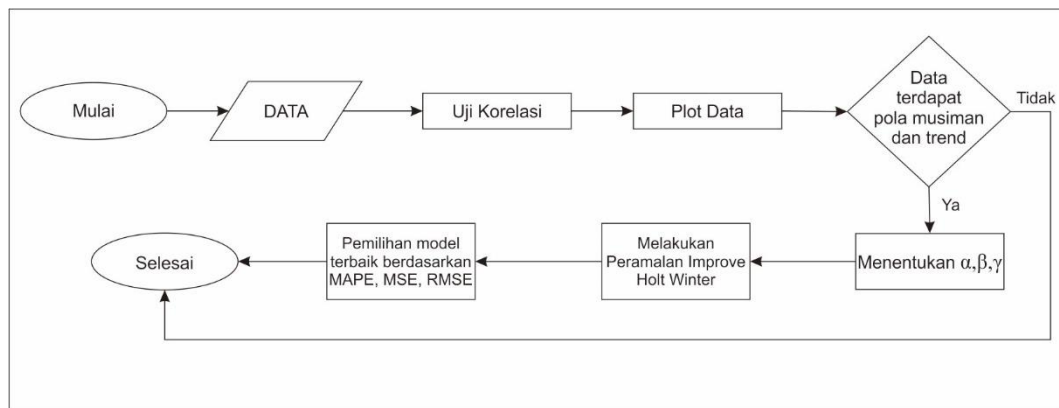 Mulai
DATA
Uji Korelasi
Plot Data
Data
terdapat
pola musiman
dan trend
Tidak
Ya
Menentukan α,β,γ
Melakukan
Peramalan Improve
Holt Winter
Pemilihan model
terbaik berdasarkan
MAPE, MSE, RMSE
Selesai